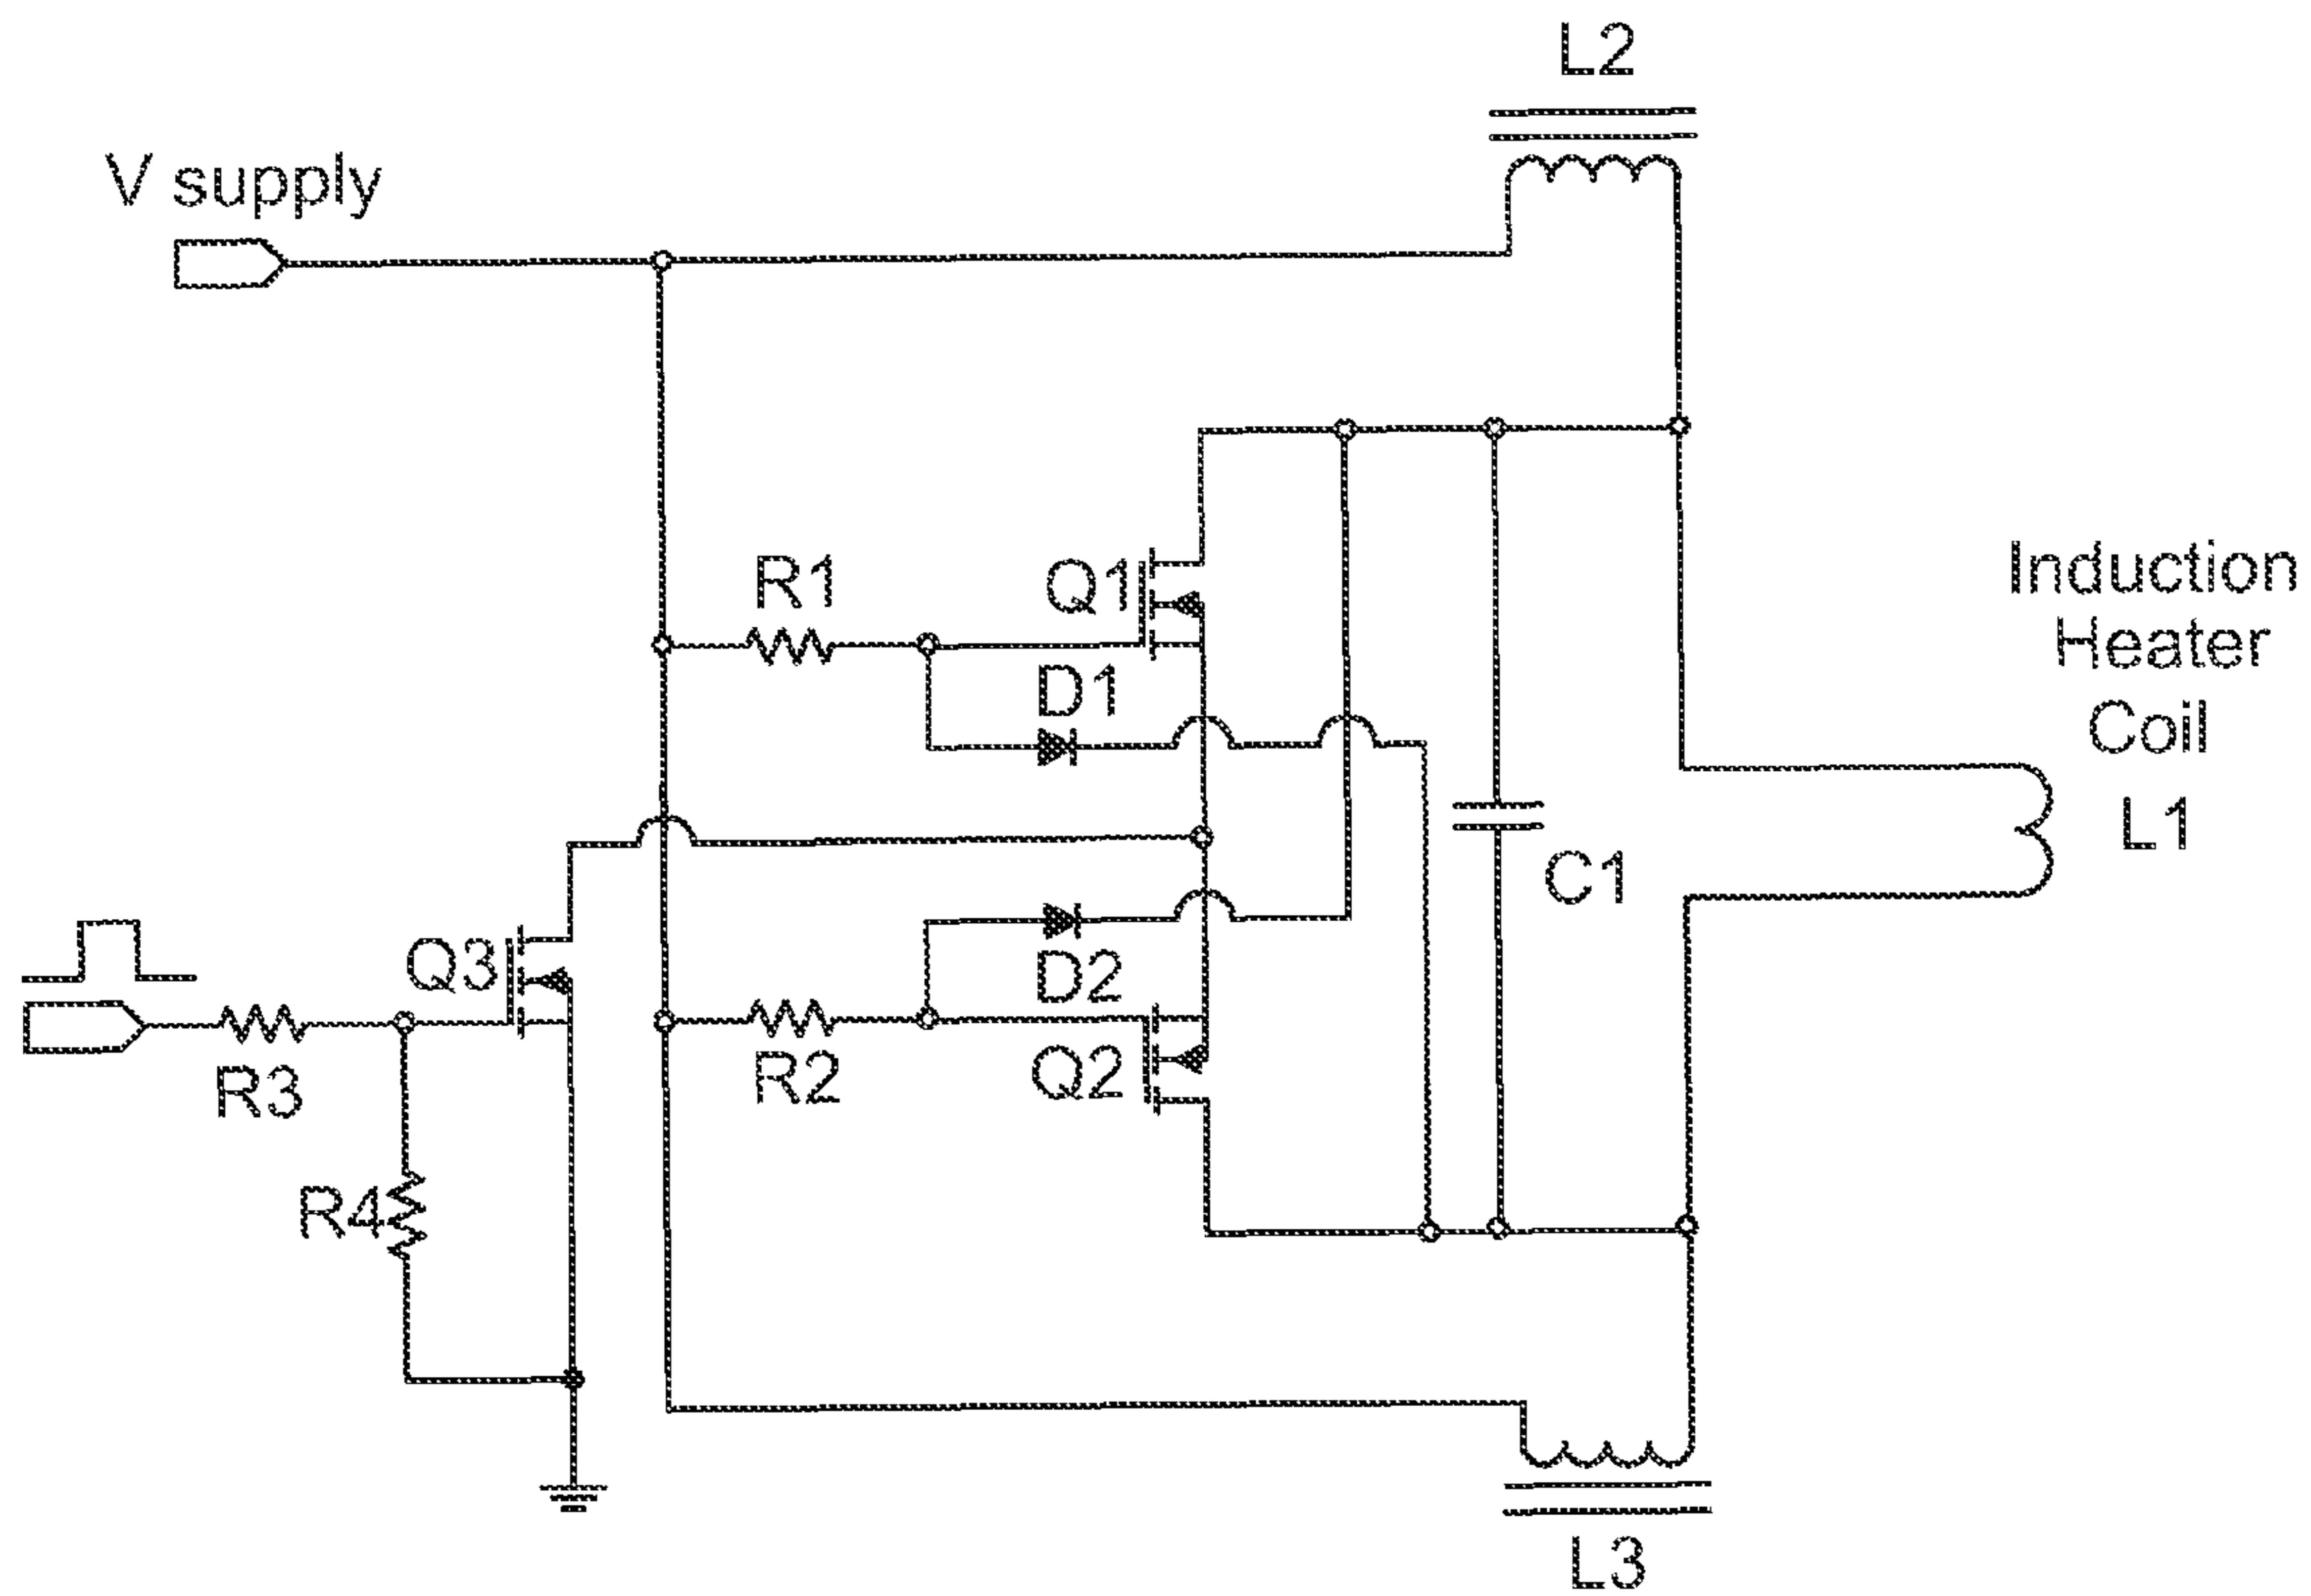 L2
V supply
R1
Q1
D1
Induction
Heater
Coil
L1
C1
Q3
D2
R3
R2
Q2
R4
L3